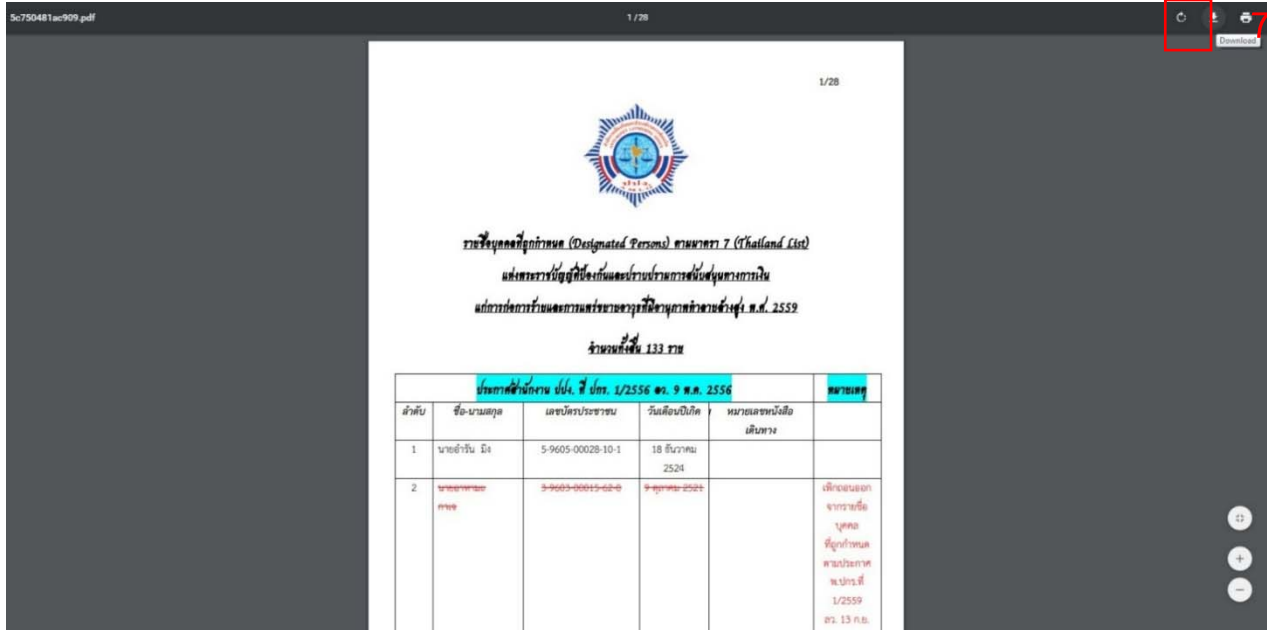 5c750481ac909.pdf
1 / 28
7
Download
1/28
รายชื่อบุคคลที่ถูกกำหนด (Designated Persons) ตามมาตรา 7 (Thailand List)
แห่งพระราชบัญญัติป้องกันและปราบปรามการสนับสนุนทางการเงิน
แก่การก่อการร้ายและการแพร่ขยายอาวุธที่มีอานุภาพทำลายล้างสูง พ.ศ. 2559
จำนวนทั้งสิ้น 133 ราย
ประกาศสำนักงาน ปปง. ที่ ปกร. 1/2556 ลว. 9 พ.ค. 2556 หมายเหตุ
ลำดับ ชื่อ-นามสกุล เลขบัตรประชาชน วันเดือนปีเกิด หมายเลขหนังสือ
เดินทาง
1 นายอำรัน มิง 5-9605-00028-10-1 18 ธันวาคม
2524
2 3-9603-00015-62-0 9 ตุลาคม 2521 เพิกถอนออก
จากรายชื่อ
บุคคล
ที่ถูกกำหนด
ตามประกาศ
พ.ปกร.ที่
1/2559
ลว. 13 ก.ย.